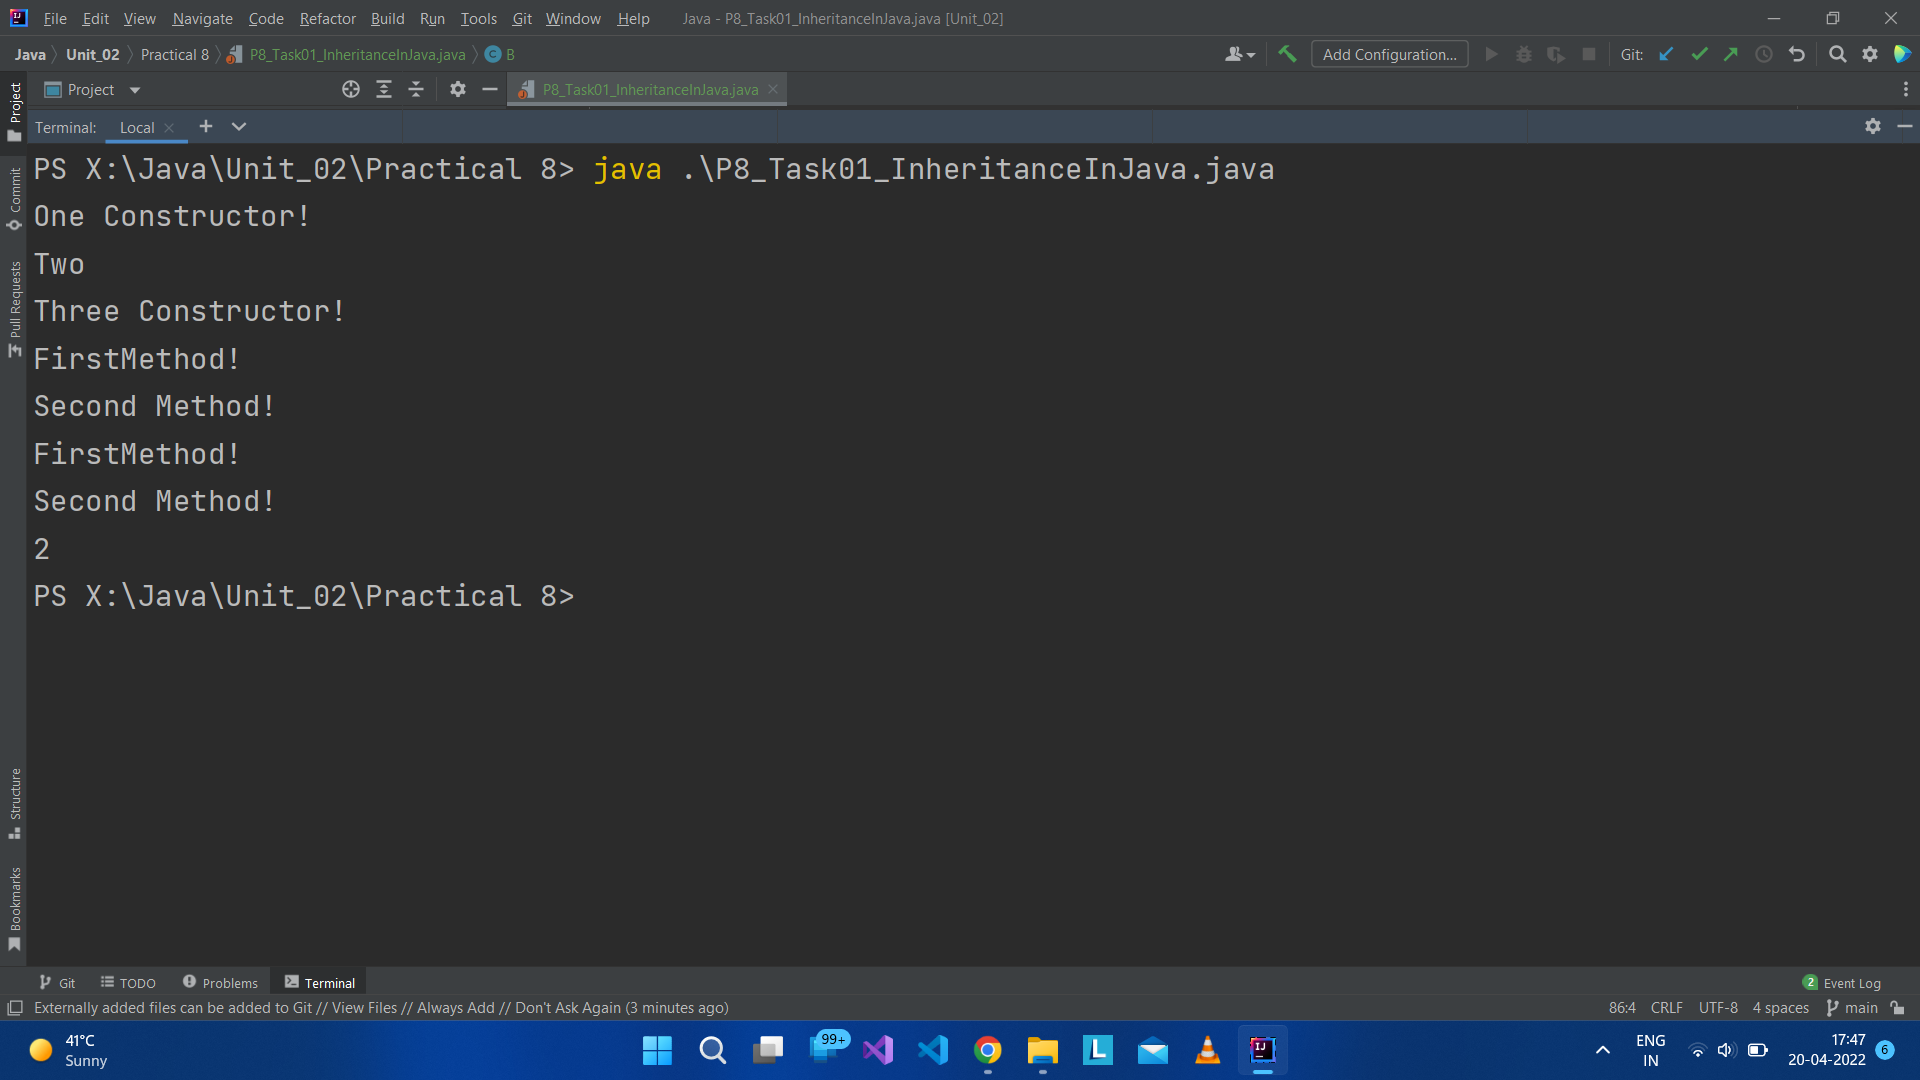 File Edit View Navigate Code Refactor Build Run Tools Git Window Help Java - P8_Task01_InheritanceInJava.java [Unit_02]
Java Unit_02 Practical 8 P8_Task01_InheritanceInJava.java C B Add Configuration... Git:
Project P8_Task01_InheritanceInJava.java
Terminal: Local
PS X:\Java\Unit_02\Practical 8> java .\P8_Task01_InheritanceInJava.java
One Constructor!
Two
Three Constructor!
FirstMethod!
Second Method!
FirstMethod!
Second Method!
2
PS X:\Java\Unit_02\Practical 8>
Project
Commit
Pull Requests
Structure
Bookmarks
Git TODO Problems Terminal 2 Event Log
Externally added files can be added to Git // View Files // Always Add // Don't Ask Again (3 minutes ago) 86:4 CRLF UTF-8 4 spaces main
41°C
Sunny
99+
L
IJ
ENG
IN
17:47
20-04-2022
6